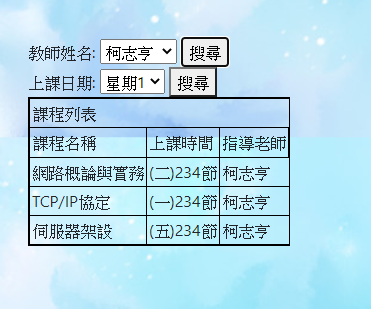 教師姓名: 柯志亨 搜尋
上課日期: 星期1 搜尋
課程列表
課程名稱 上課時間 指導老師
網路概論與實務 (二)234節 柯志亨
TCP/IP協定 (一)234節 柯志亨
伺服器架設 (五)234節 柯志亨